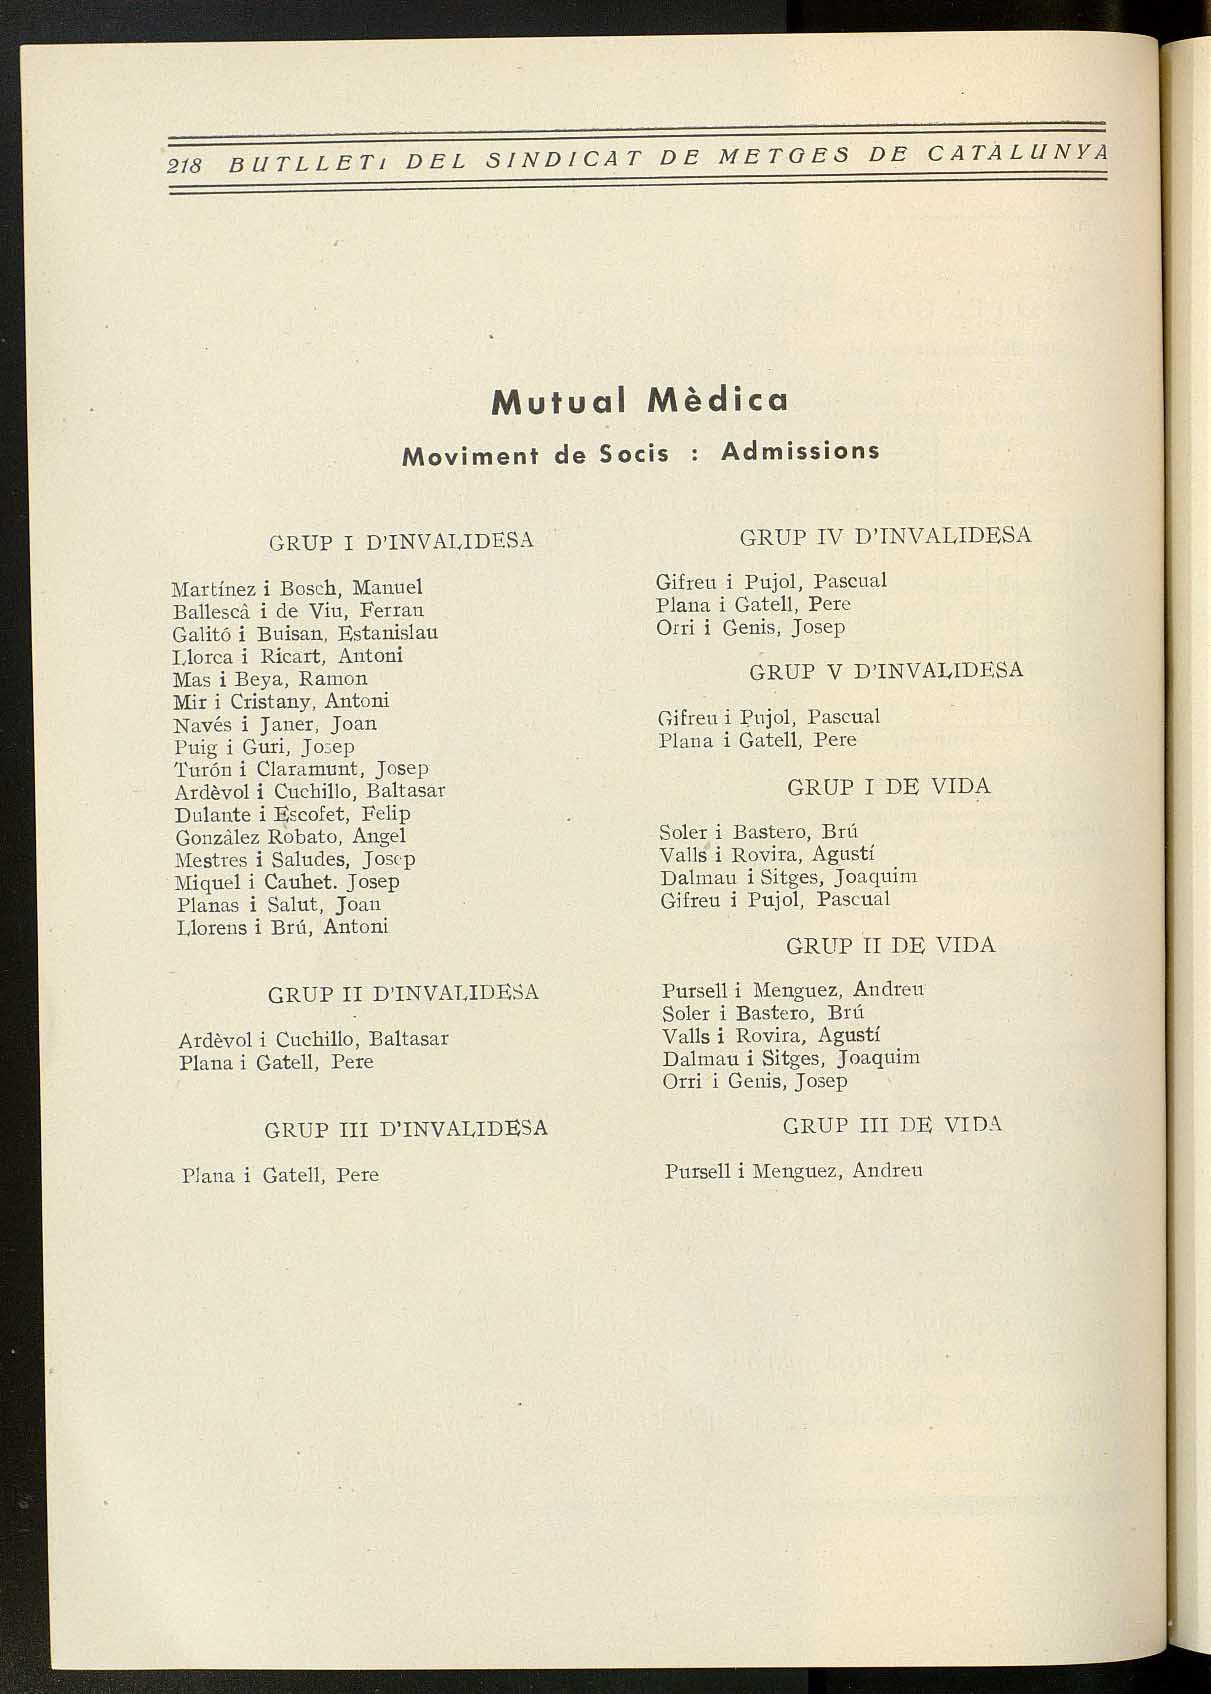 218 BUTLLETı DEL SINDICAT DE METGES DE CATALUNYA
Mutual Mèdica
Moviment de Socis : Admissions
GRUP I D'INVALIDESA
Martínez i Bosch, Manuel
Ballescà i de Viu, Ferran
Galitó i Buisan, Estanislau
Llorca i Ricart, Antoni
Mas i Beya, Ramon
Mir i Cristany, Antoni
Navés i Janer, Joan
Puig i Guri, Josep
Turón i Claramunt, Josep
Ardèvol i Cuchillo, Baltasar
Dulante i Escofet, Felip
Gonzàlez Robato, Angel
Mestres i Saludes, Josep
Miquel i Cauhet. Josep
Planas i Salut, Joan
Llorens i Brú, Antoni
GRUP II D'INVALIDESA
Ardèvol i Cuchillo, Baltasar
Plana i Gatell, Pere
GRUP III D'INVALIDESA
Plana i Gatell, Pere
GRUP IV D'INVALIDESA
Gifreu i Pujol, Pascual
Plana i Gatell, Pere
Orri i Genis, Josep
GRUP V D'INVALIDESA
Gifreu i Pujol, Pascual
Plana i Gatell, Pere
GRUP I DE VIDA
Soler i Bastero, Brú
Valls i Rovira, Agustí
Dalmau i Sitges, Joaquim
Gifreu i Pujol, Pascual
GRUP II DE VIDA
Pursell i Menguez, Andreu
Soler i Bastero, Brú
Valls i Rovira, Agustí
Dalmau i Sitges, Joaquim
Orri i Genis, Josep
GRUP III DE VIDA
Pursell i Menguez, Andreu